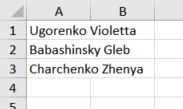 A B
1 Ugorenko Violetta
2 Babashinsky Gleb
3 Charchenko Zhenya
4
5